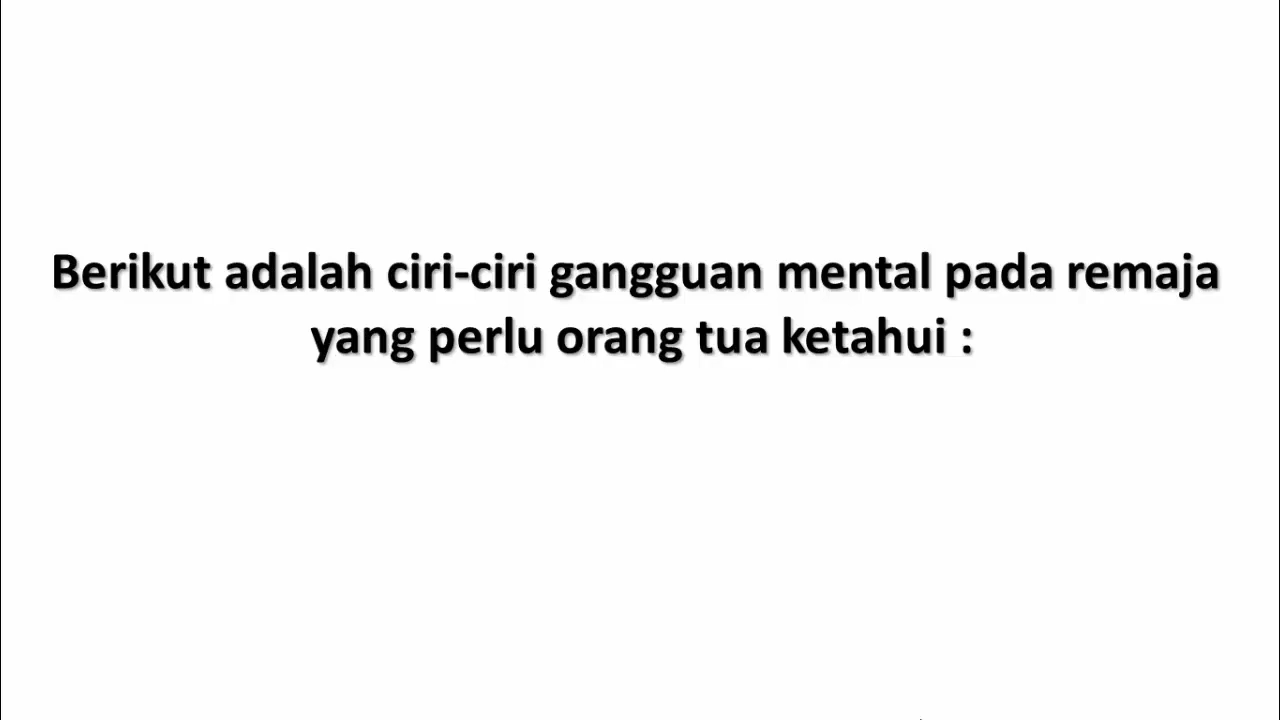 Berikut adalah ciri-ciri gangguan mental pada remaja
yang perlu orang tua ketahui :